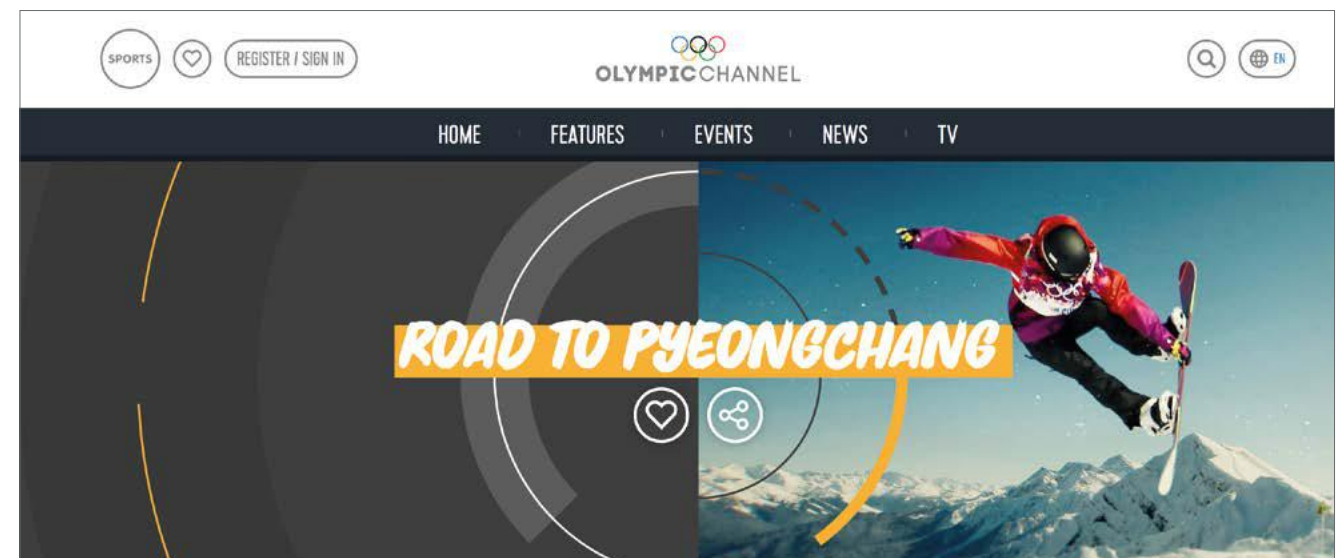 SPORTS
REGISTER / SIGN IN
OLYMPICCHANNEL
EN
HOME FEATURES EVENTS NEWS TV
ROAD TO PYEONGCHANG